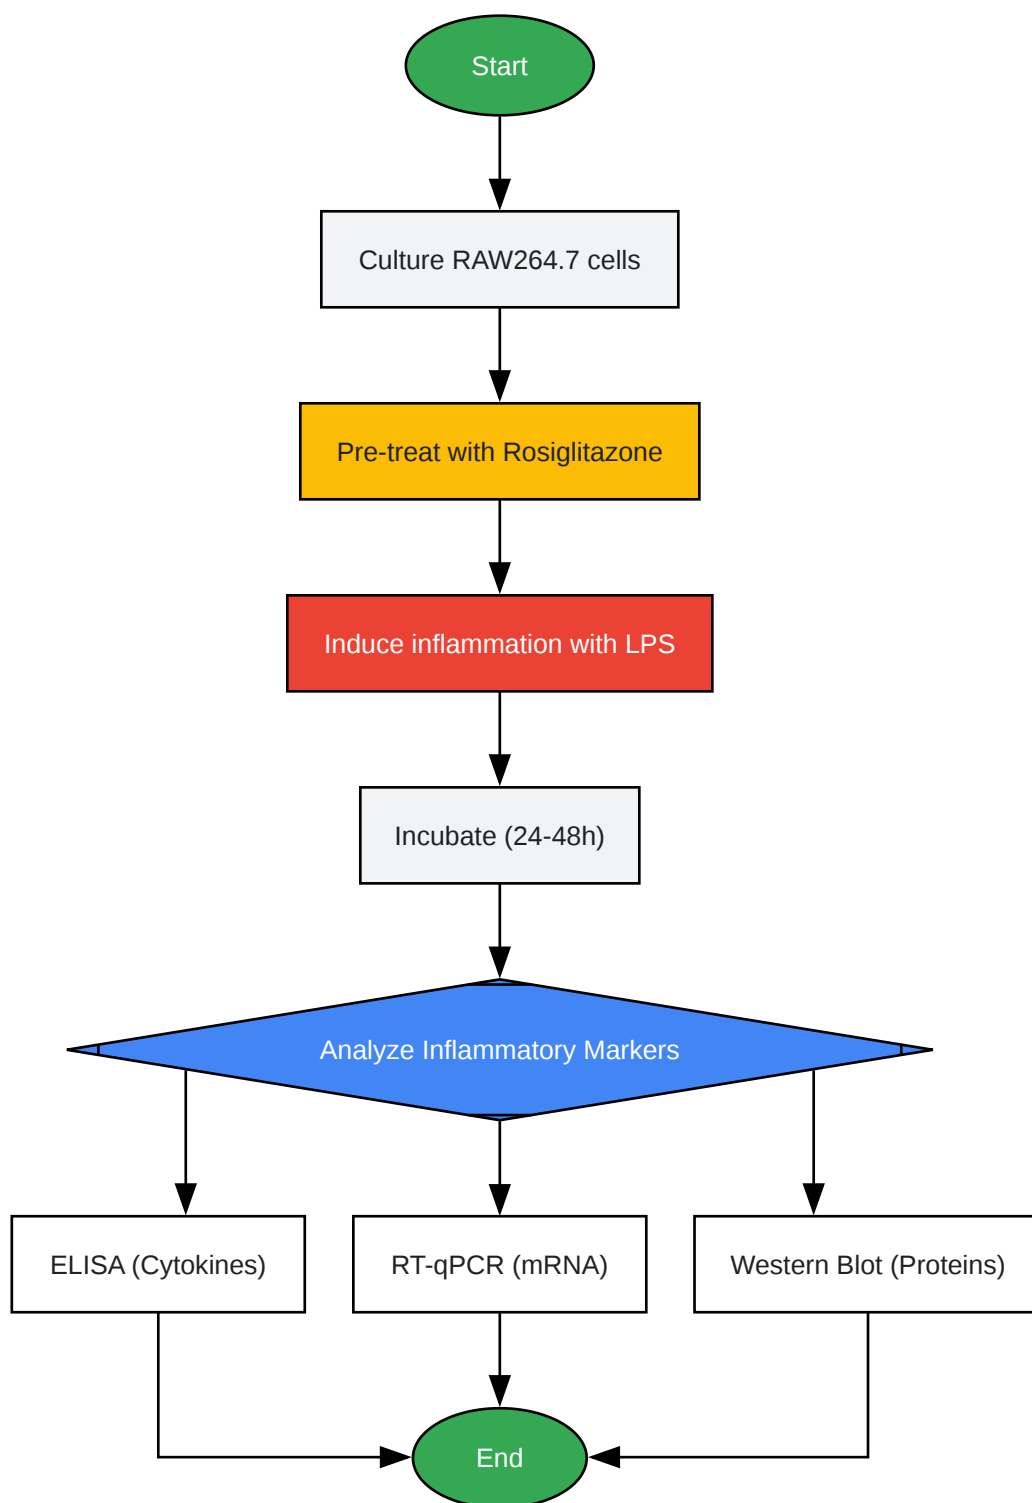 Start
Culture RAW264.7 cells
Pre-treat with Rosiglitazone
Induce inflammation with LPS
Incubate (24-48h)
Analyze Inflammatory Markers
ELISA (Cytokines)
RT-qPCR (mRNA)
Western Blot (Proteins)
End